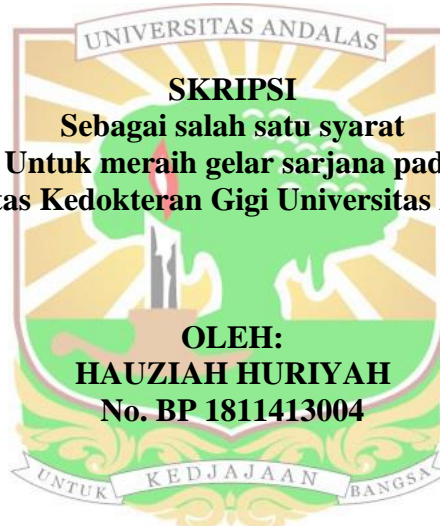 UNIVERSITAS ANDALAS
SKRIPSI
Sebagai salah satu syarat
Untuk meraih gelar sarjana pad
tas Kedokteran Gigi Universitas
OLEH:
HAUZIAH HURIYAH
No. BP 1811413004
UNTUK KEDJAJAAN BANGSA